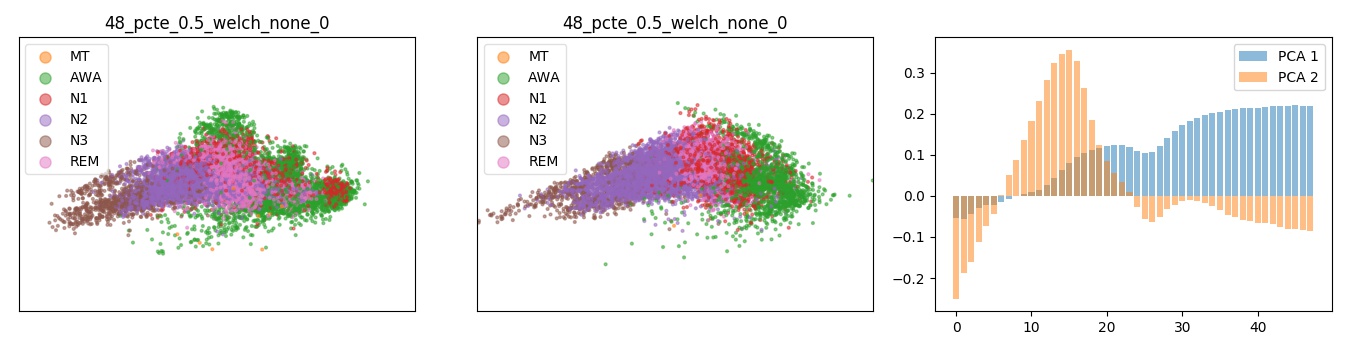 48_pcte_0.5_welch_none_0
MT
AWA
N1
N2
N3
REM
48_pcte_0.5_welch_none_0
MT
AWA
N1
N2
N3
REM
PCA 1
PCA 2
0.3
0.2
0.1
0.0
−0.1
−0.2
0 10 20 30 40